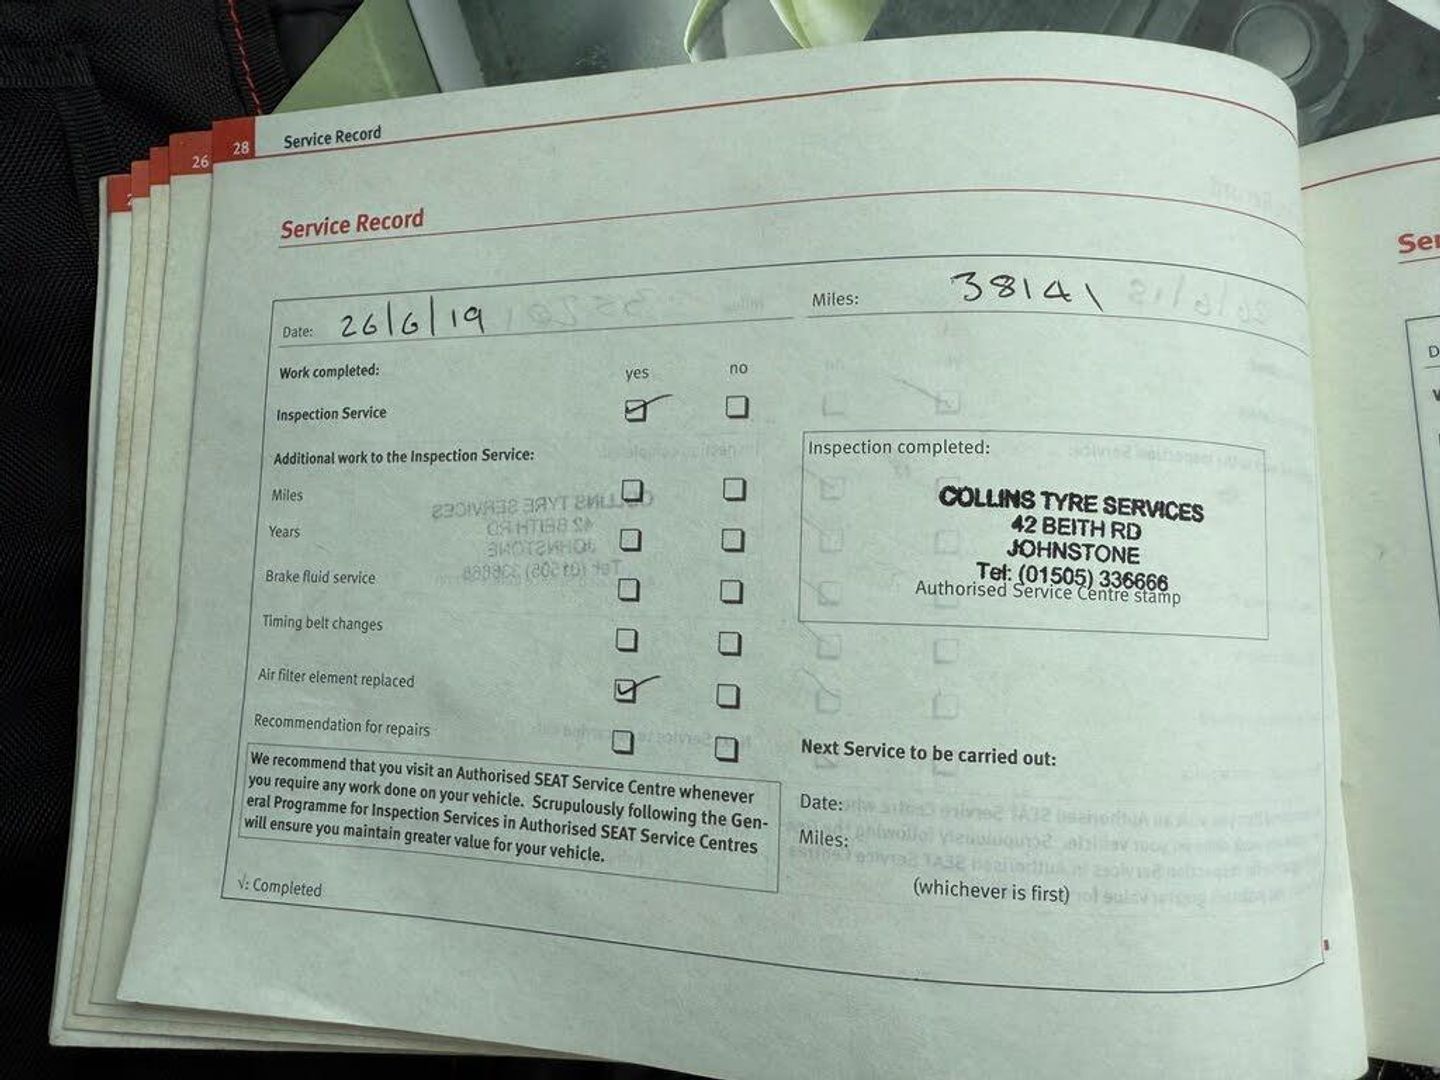 28 Service Record
26
2
Service Record
Date: 26/6/19 Miles: 38141
Work completed: yes no
Inspection Service
Additional work to the Inspection Service:
Miles
Years
Brake fluid service
Timing belt changes
Air filter element replaced
Recommendation for repairs
We recommend that you visit an Authorised SEAT Service Centre whenever
you require any work done on your vehicle. Scrupulously following the Gen-
eral Programme for Inspection Services in Authorised SEAT Service Centres
will ensure you maintain greater value for your vehicle.
√: Completed
Inspection completed:
COLLINS TYRE SERVICES
42 BEITH RD
JOHNSTONE
Tel: (01505) 336666
Authorised Service Centre stamp
Next Service to be carried out:
Date:
Miles:
(whichever is first)
Ser
D